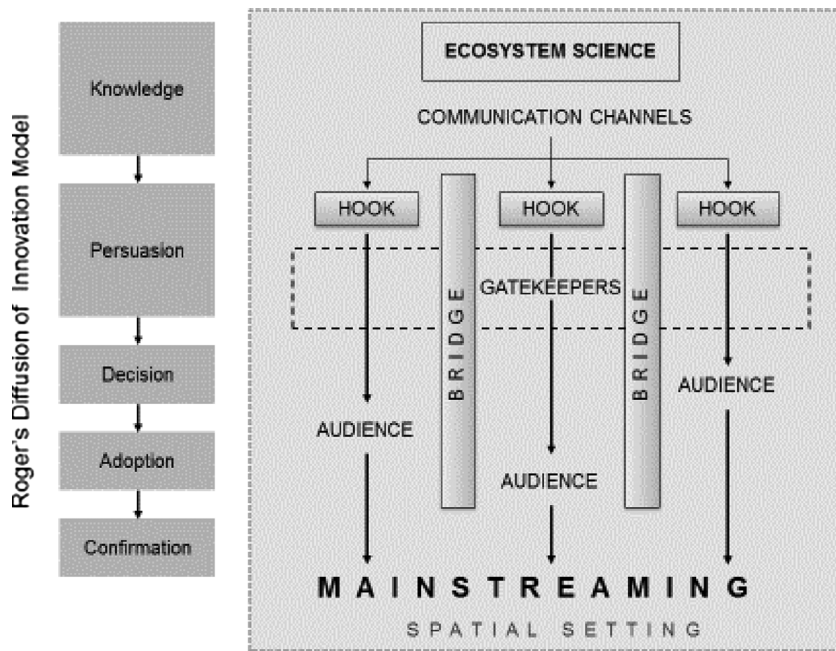 Roger's Diffusion of Innovation Model
Knowledge
Persuasion
Decision
Adoption
Confirmation
ECOSYSTEM SCIENCE
COMMUNICATION CHANNELS
HOOK
HOOK
HOOK
BRIDGE
GATEKEEPERS
BRIDGE
AUDIENCE
AUDIENCE
AUDIENCE
MAINSTREAMING
SPATIAL SETTING